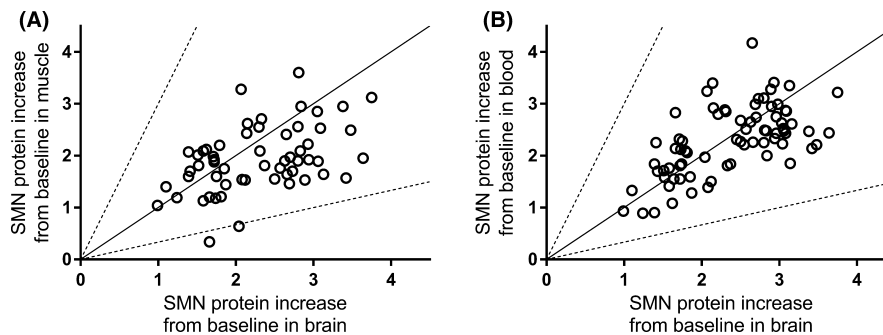 (A)
SMN protein increase
from baseline in muscle
4
3
2
1
0
0 1 2 3 4
SMN protein increase
from baseline in brain
(B)
SMN protein increase
from baseline in blood
4
3
2
1
0
0 1 2 3 4
SMN protein increase
from baseline in brain